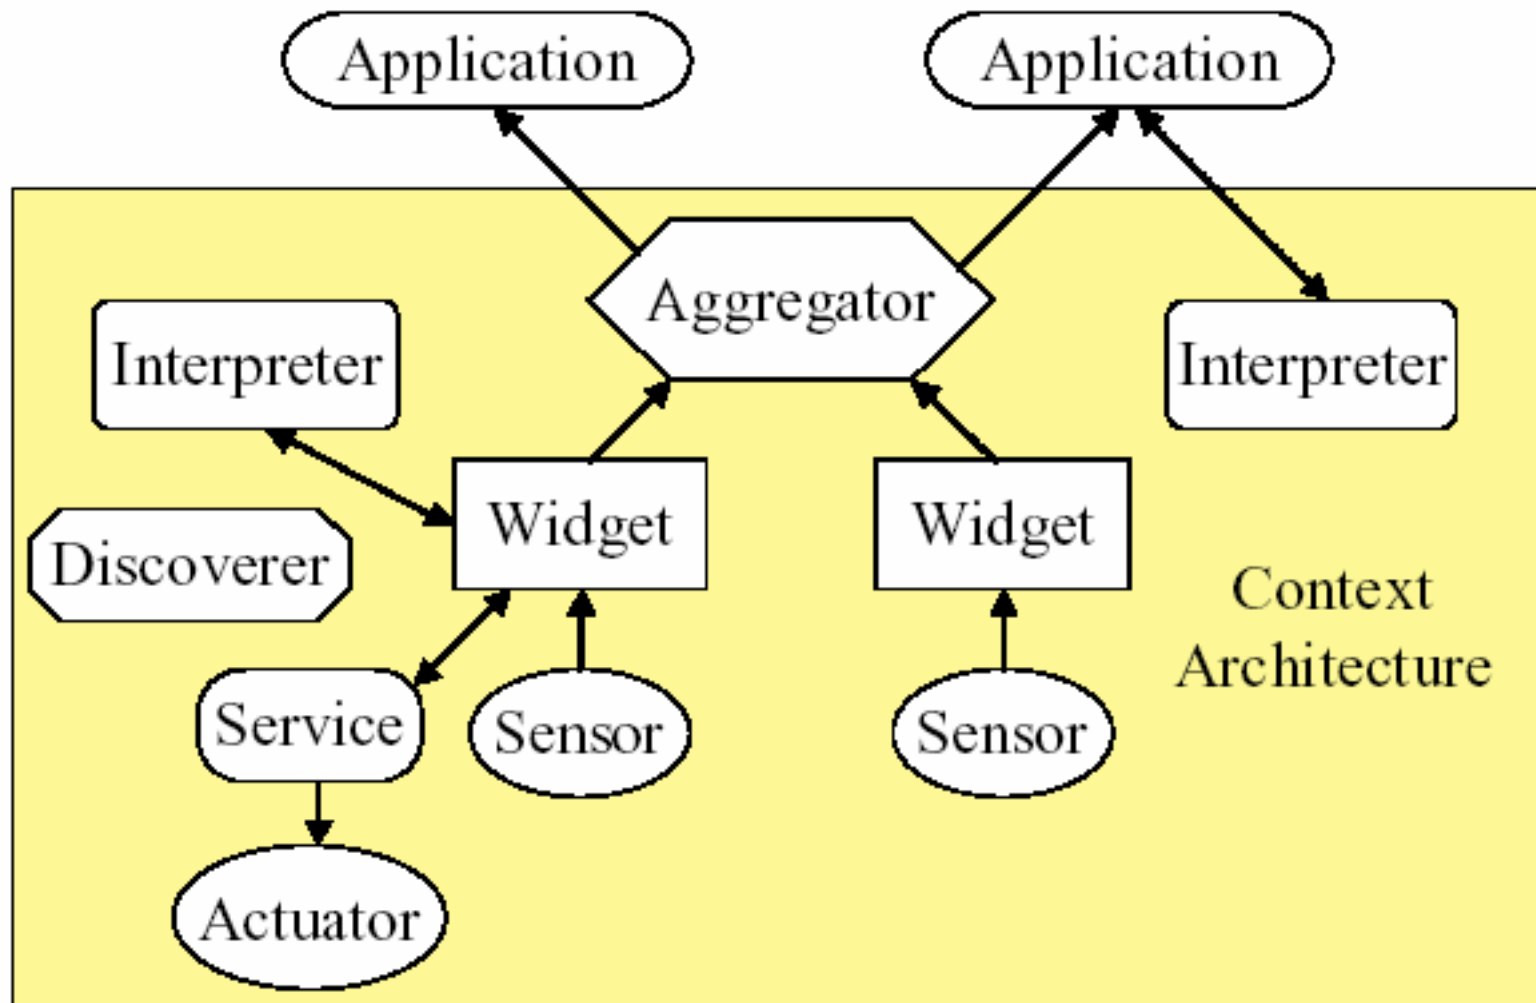 Application
Application
Aggregator
Interpreter
Interpreter
Widget
Widget
Discoverer
Context
Architecture
Service
Sensor
Sensor
Actuator